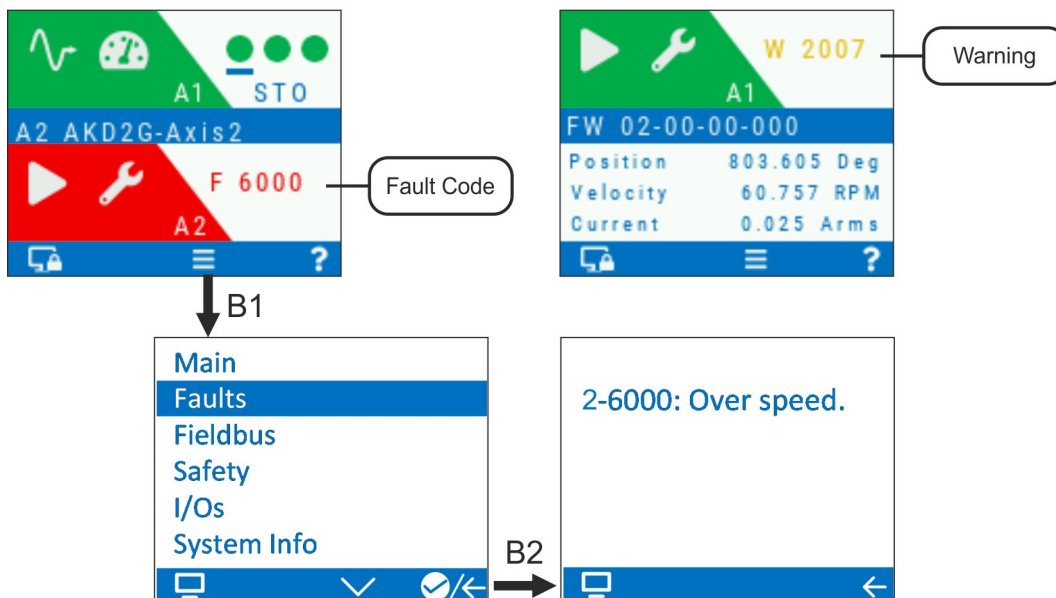 A1
STO
A2 AKD2G-Axis2
F 6000
A2
?
Fault Code
W 2007
A1
FW 02-00-00-000
Position 803.605 Deg
Velocity 60.757 RPM
Current 0.025 Arms
?
Warning
B1
Main
Faults
Fieldbus
Safety
I/Os
System Info
B2
2-6000: Over speed.